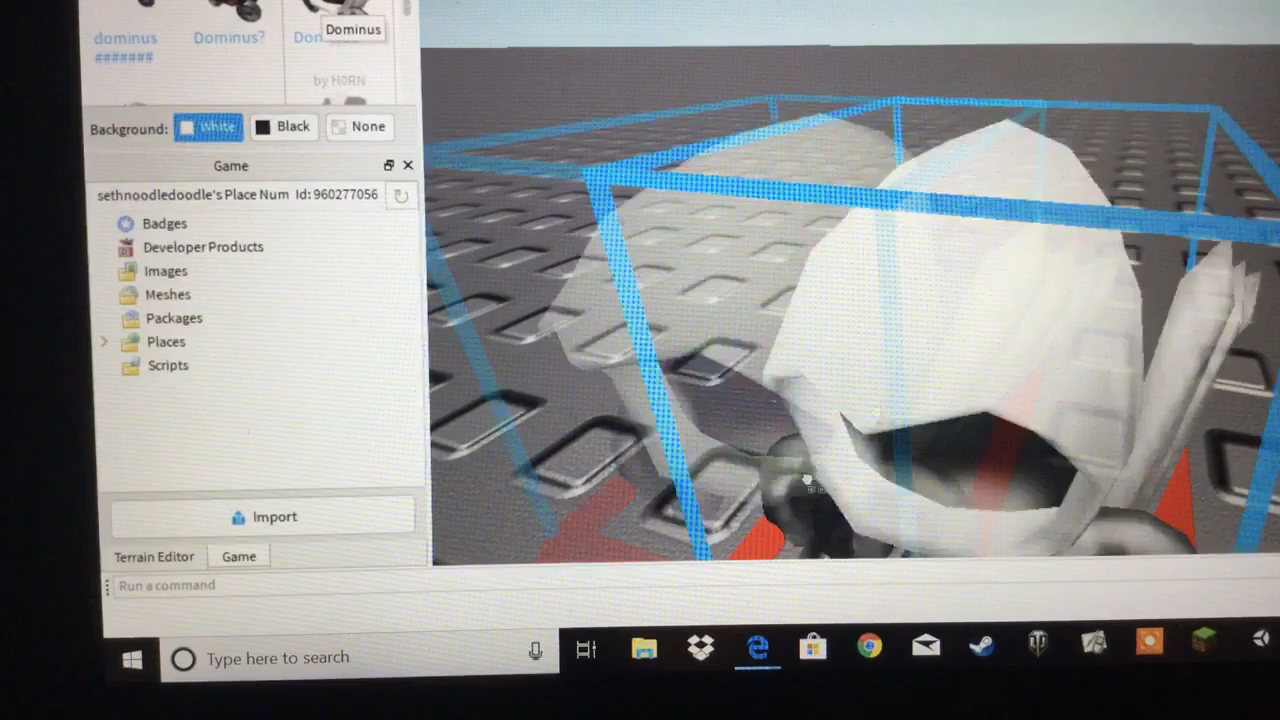 Dominus
dominus
#######
Dominus?
by H0RN
Background:
White
Black
None
Game
sethnoodledoodle's Place Num Id: 960277056
Badges
Developer Products
Images
Meshes
Packages
Places
Scripts
Import
Terrain Editor
Game
Run a command
Type here to search